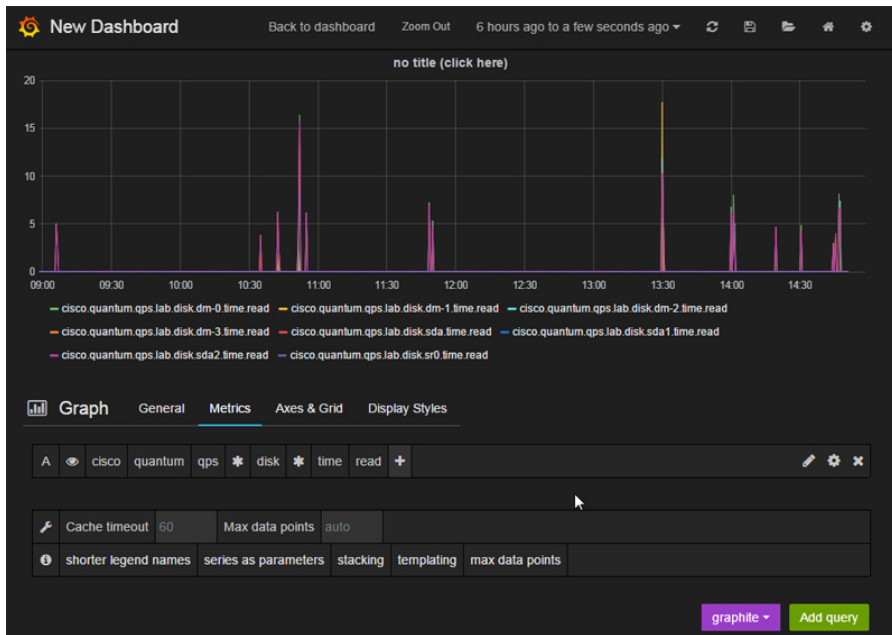 New Dashboard Back to dashboard Zoom Out 6 hours ago to a few seconds ago
no title (click here)
20
15
10
5
0
09:00 09:30 10:00 10:30 11:00 11:30 12:00 12:30 13:00 13:30 14:00 14:30
cisco.quantum.qps.lab.disk.dm-0.time.read cisco.quantum.qps.lab.disk.dm-1.time.read cisco.quantum.qps.lab.disk.dm-2.time.read
cisco.quantum.qps.lab.disk.dm-3.time.read cisco.quantum.qps.lab.disk.sda.time.read cisco.quantum.qps.lab.disk.sda1.time.read
cisco.quantum.qps.lab.disk.sda2.time.read cisco.quantum.qps.lab.disk.sr0.time.read
Graph General Metrics Axes & Grid Display Styles
A cisco quantum qps * disk * time read +
Cache timeout 60 Max data points auto
shorter legend names series as parameters stacking templating max data points
graphite Add query